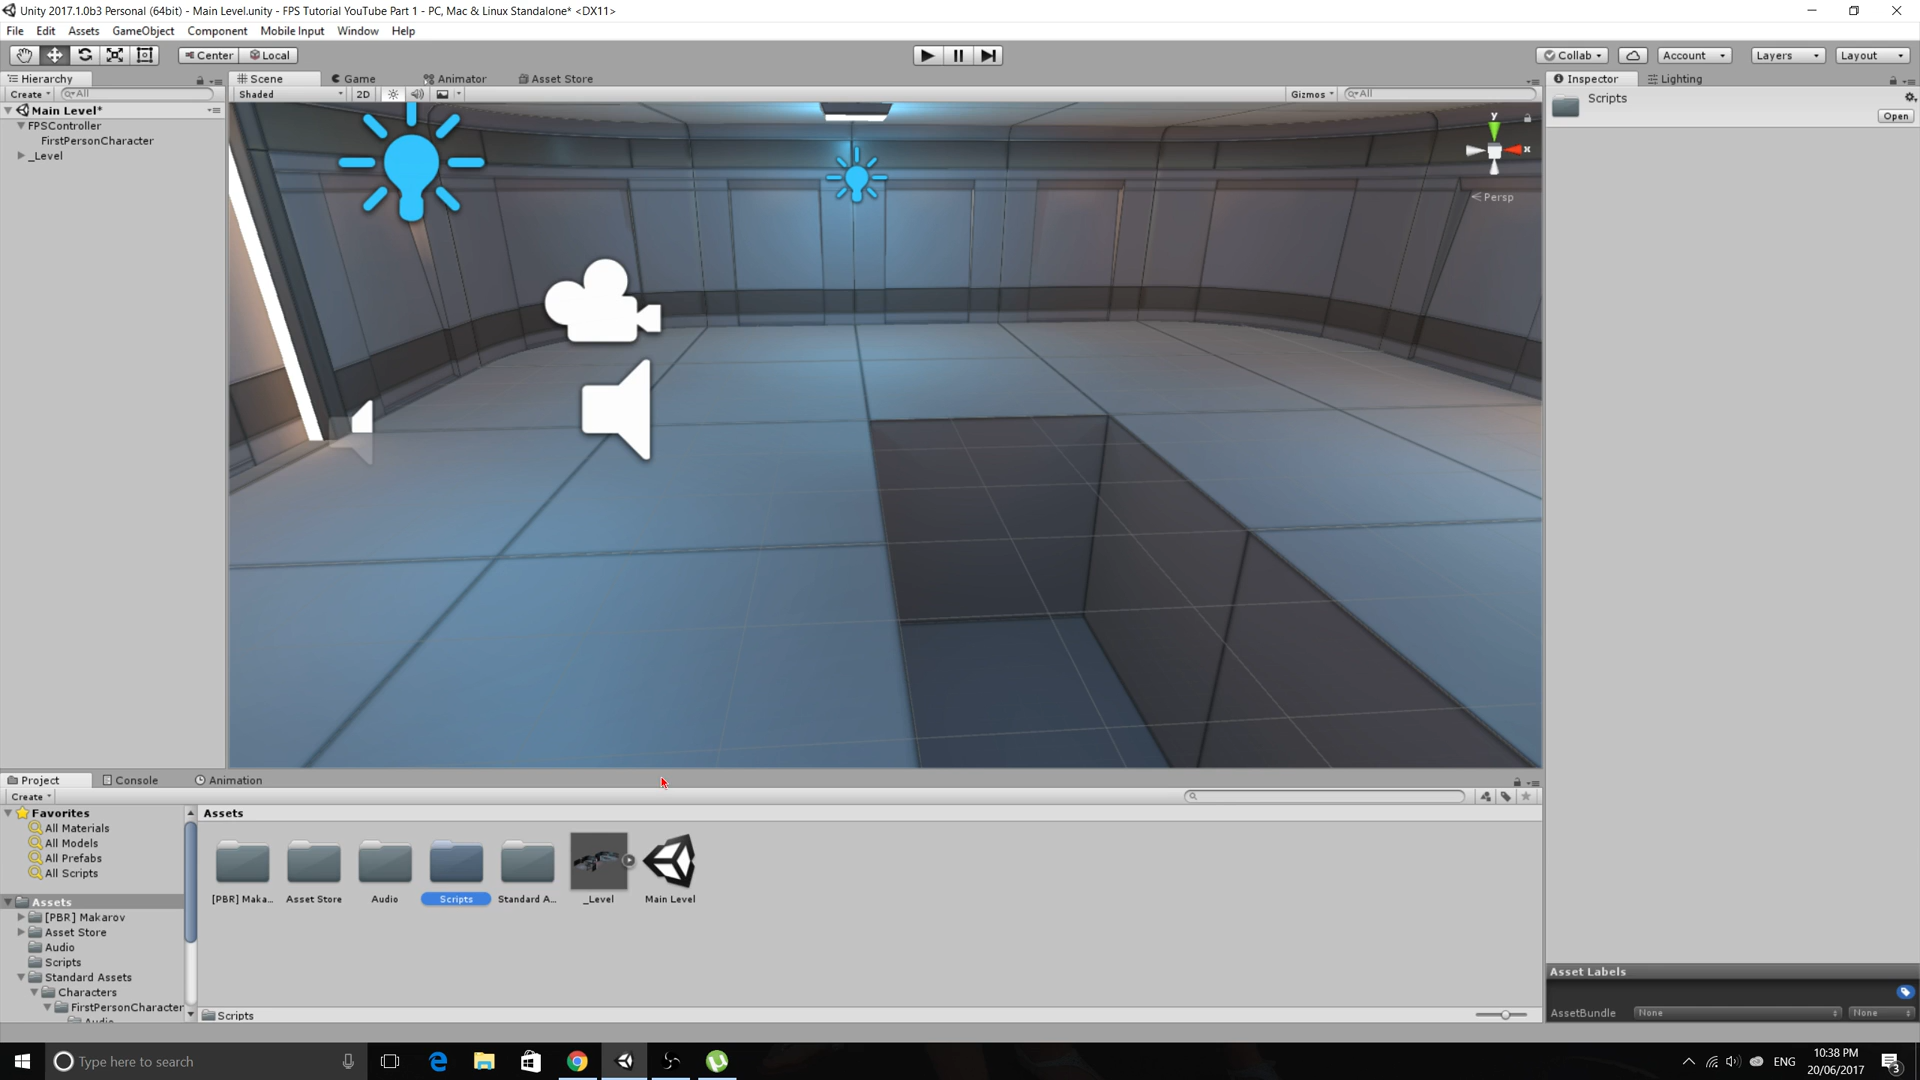 Unity 2017.1.0b3 Personal (64bit) - Main Level.unity - FPS Tutorial YouTube Part 1 - PC, Mac & Linux Standalone* <DX11>
File Edit Assets GameObject Component Mobile Input Window Help
Center Local Collab Account Layers Layout
Hierarchy Scene Game Animator Asset Store Inspector Lighting
Create All Shaded 2D Gizmos All Scripts
Open
Main Level*
FPSController
FirstPersonCharacter
_Level
y
x
Persp
Project Console Animation
Create
Favorites
All Materials
All Models
All Prefabs
All Scripts
Assets
[PBR] Makarov
Asset Store
Audio
Scripts
Standard Assets
Characters
FirstPersonCharacter
Audio
Assets
[PBR] Maka... Asset Store Audio Scripts Standard A... _Level Main Level
Scripts
Asset Labels
AssetBundle None None
Type here to search
ENG
10:38 PM
20/06/2017
3